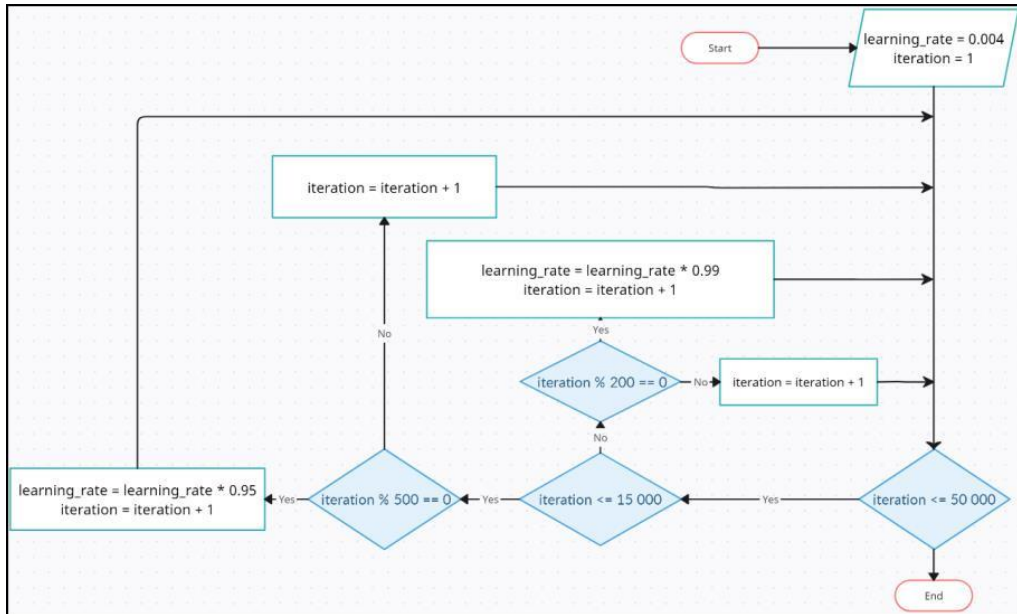 Start
learning_rate = 0.004
iteration = 1
iteration = iteration + 1
learning_rate = learning_rate * 0.99
iteration = iteration + 1
No
Yes
iteration % 200 == 0
No
iteration = iteration + 1
No
learning_rate = learning_rate * 0.95
iteration = iteration + 1
Yes
iteration % 500 == 0
Yes
iteration <= 15 000
Yes
iteration <= 50 000
End